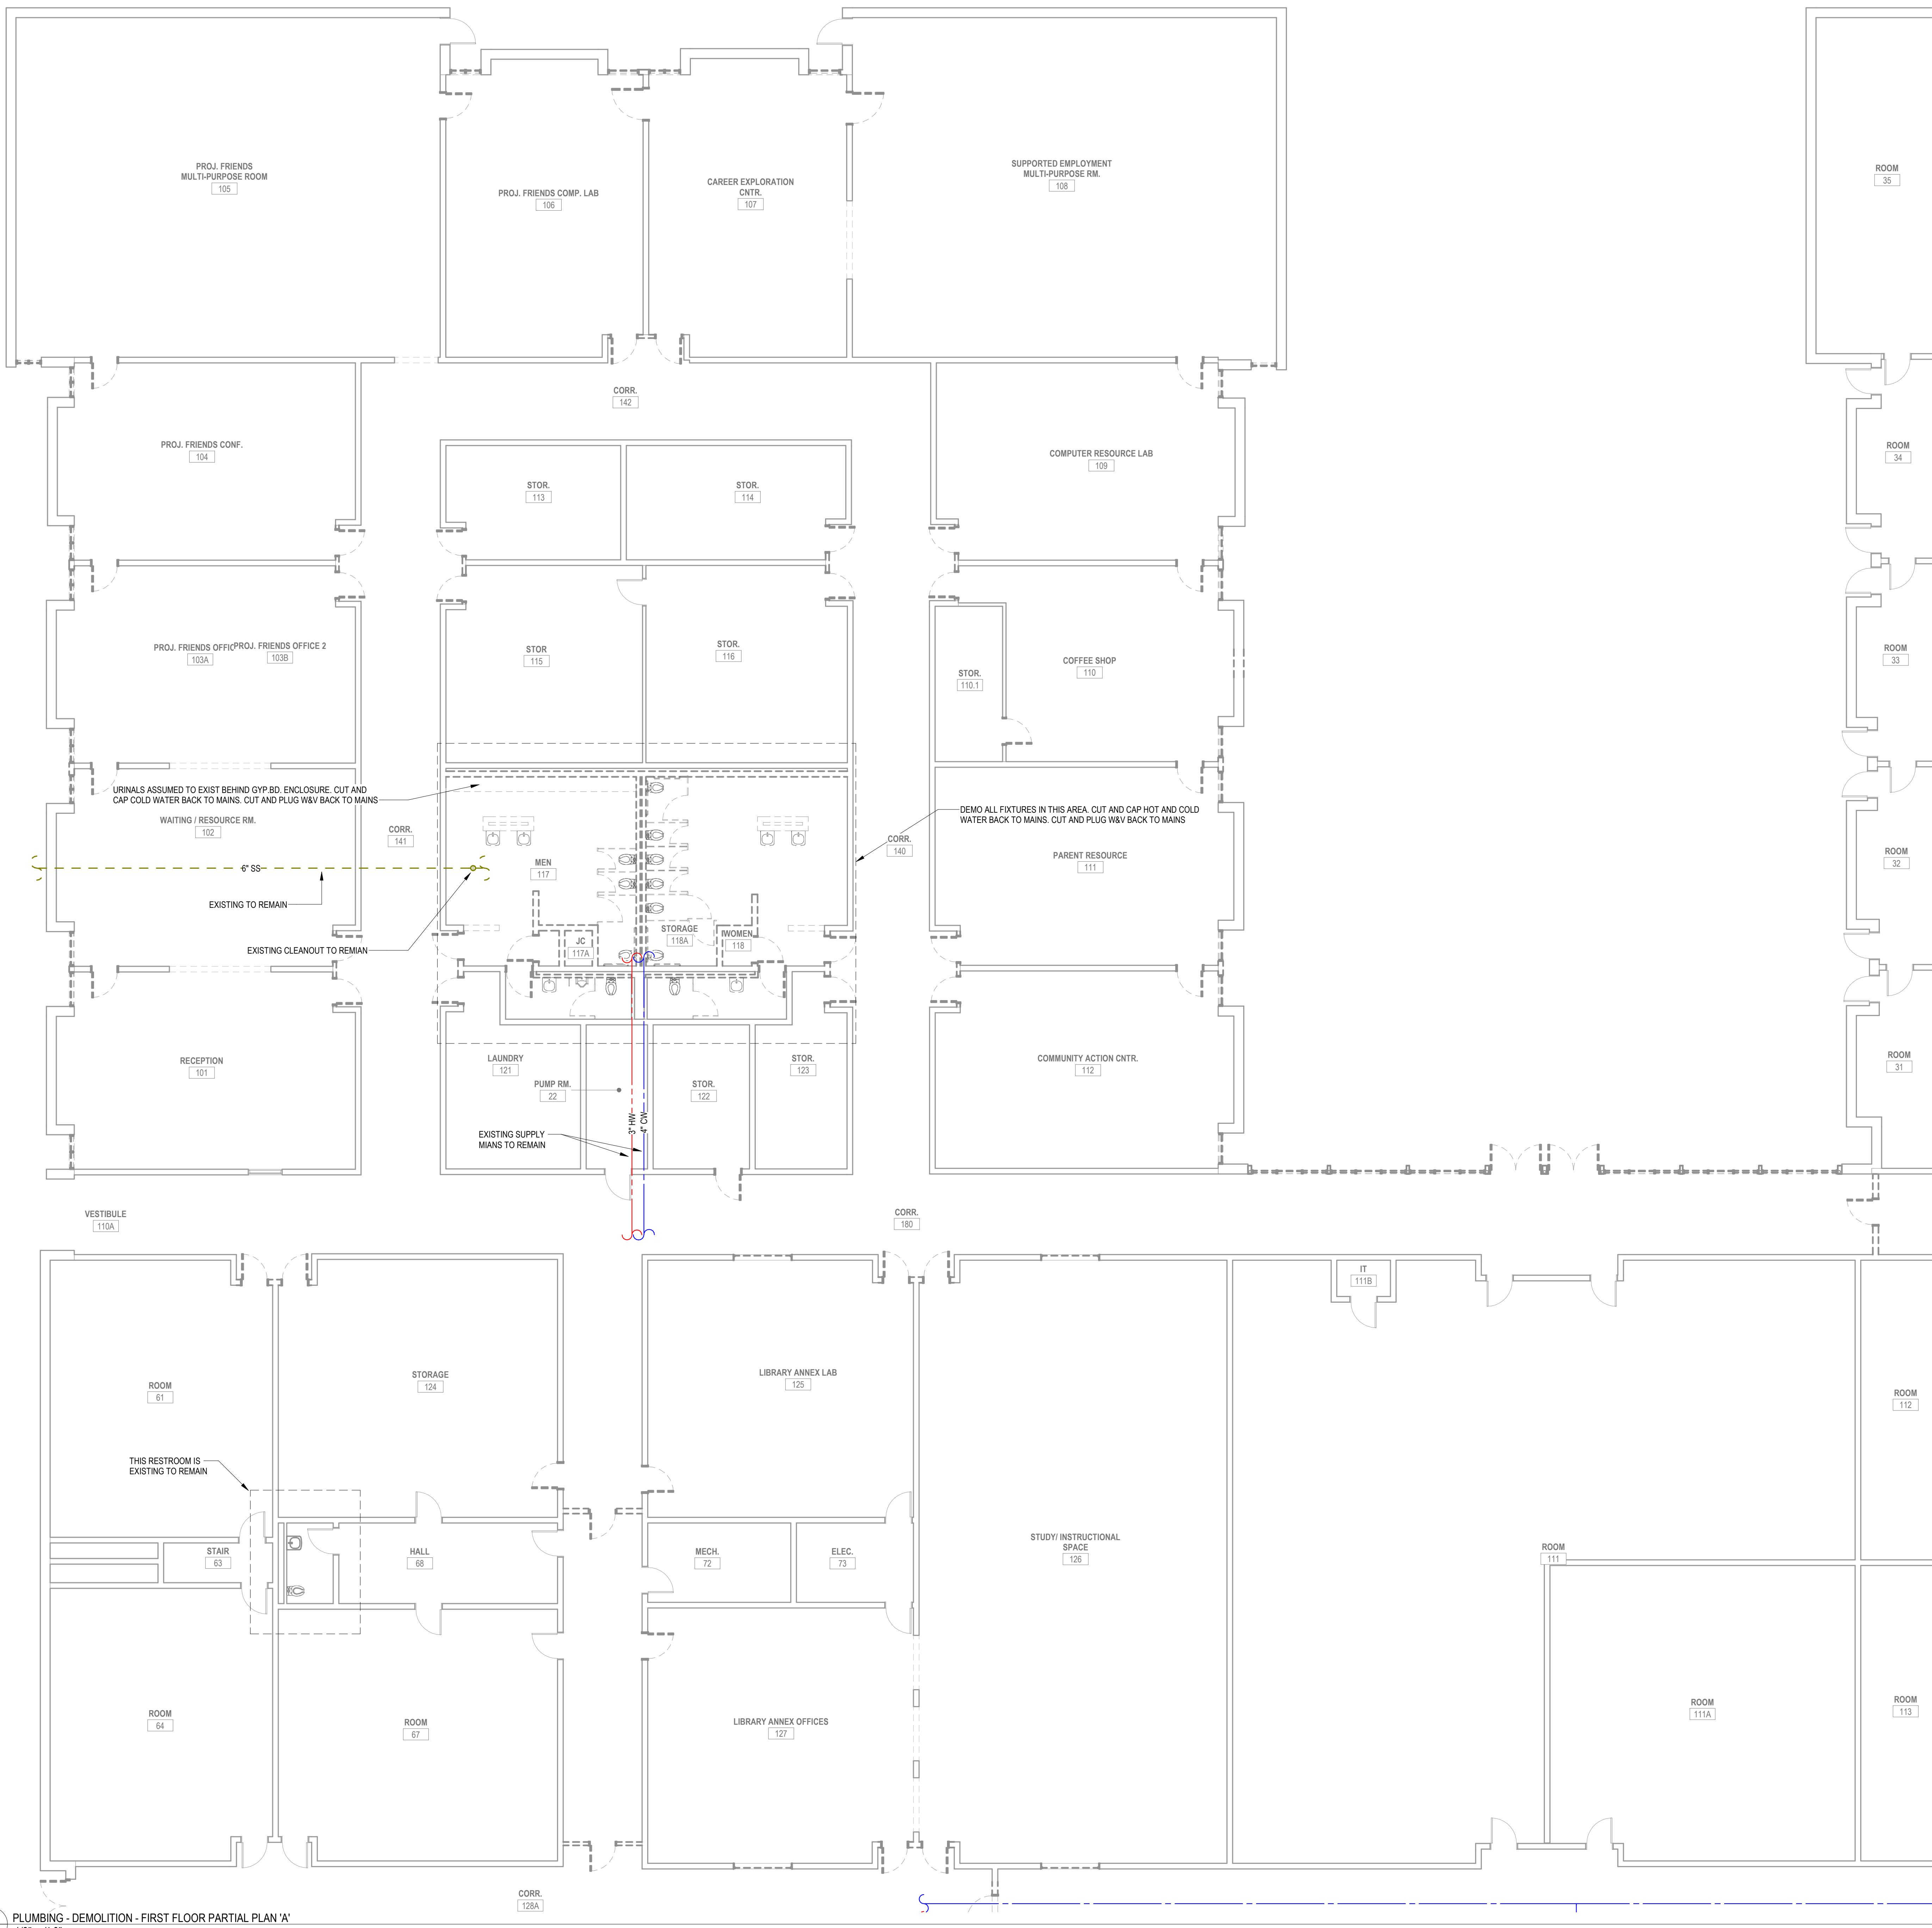 PROJ. FRIENDS
MULTI-PURPOSE ROOM
105
PROJ. FRIENDS COMP. LAB
106
CAREER EXPLORATION
CNTR.
107
SUPPORTED EMPLOYMENT
MULTI-PURPOSE RM.
108
ROOM
35
CORR.
142
PROJ. FRIENDS CONF.
104
STOR.
113
STOR.
114
COMPUTER RESOURCE LAB
109
ROOM
34
PROJ. FRIENDS OFFIC
103A
PROJ. FRIENDS OFFICE 2
103B
STOR
115
STOR.
116
STOR.
110.1
COFFEE SHOP
110
ROOM
33
URINALS ASSUMED TO EXIST BEHIND GYP.BD. ENCLOSURE. CUT AND
CAP COLD WATER BACK TO MAINS. CUT AND PLUG W&V BACK TO MAINS
DEMO ALL FIXTURES IN THIS AREA. CUT AND CAP HOT AND COLD
WATER BACK TO MAINS. CUT AND PLUG W&V BACK TO MAINS
WAITING / RESOURCE RM.
102
CORR.
141
MEN
117
CORR.
140
PARENT RESOURCE
111
ROOM
32
6" SS
EXISTING TO REMAIN
EXISTING CLEANOUT TO REMIAN
JC
117A
STORAGE
118A
WOMEN
118
RECEPTION
101
LAUNDRY
121
PUMP RM.
22
STOR.
122
STOR.
123
COMMUNITY ACTION CNTR.
112
ROOM
31
3" HW
4" CW
EXISTING SUPPLY
MIANS TO REMAIN
VESTIBULE
110A
CORR.
180
IT
111B
ROOM
61
STORAGE
124
LIBRARY ANNEX LAB
125
ROOM
112
THIS RESTROOM IS
EXISTING TO REMAIN
STAIR
63
HALL
68
MECH.
72
ELEC.
73
STUDY/ INSTRUCTIONAL
SPACE
126
ROOM
111
ROOM
64
ROOM
67
LIBRARY ANNEX OFFICES
127
ROOM
111A
ROOM
113
CORR.
128A
PLUMBING - DEMOLITION - FIRST FLOOR PARTIAL PLAN 'A'